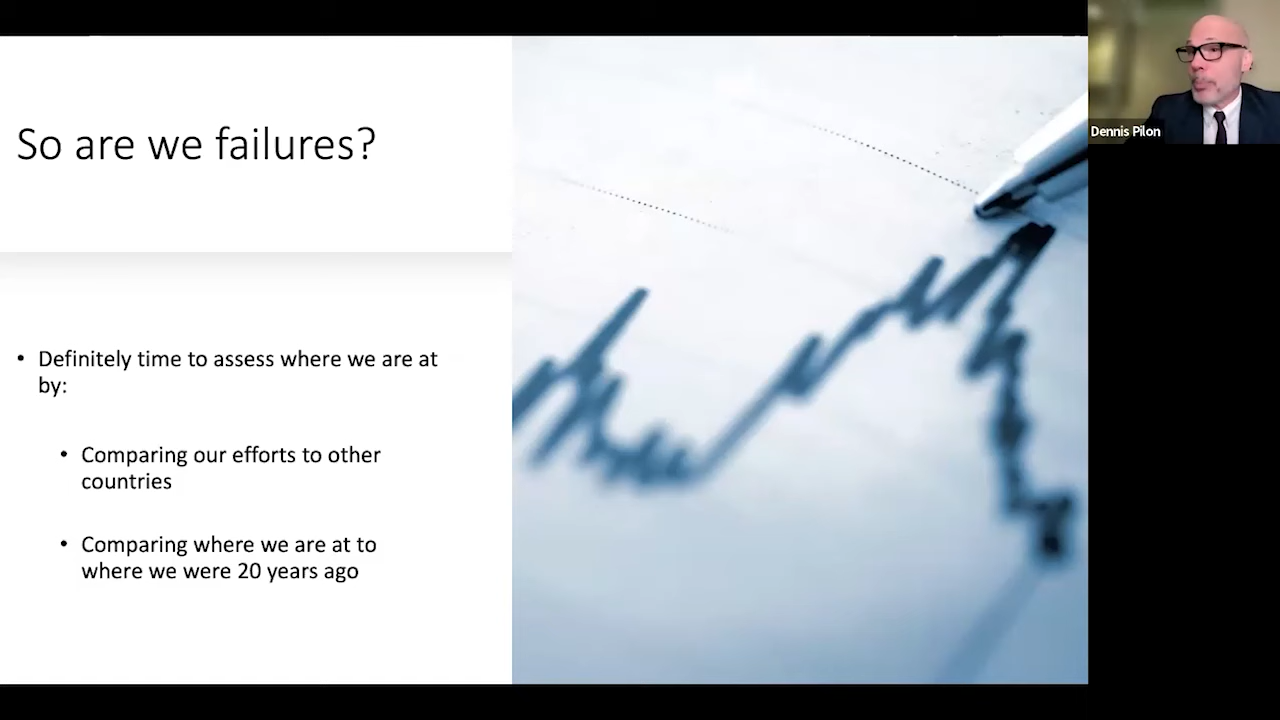 So are we failures?
• Definitely time to assess where we are at
by:
• Comparing our efforts to other
countries
• Comparing where we are at to
where we were 20 years ago
Dennis Pilon